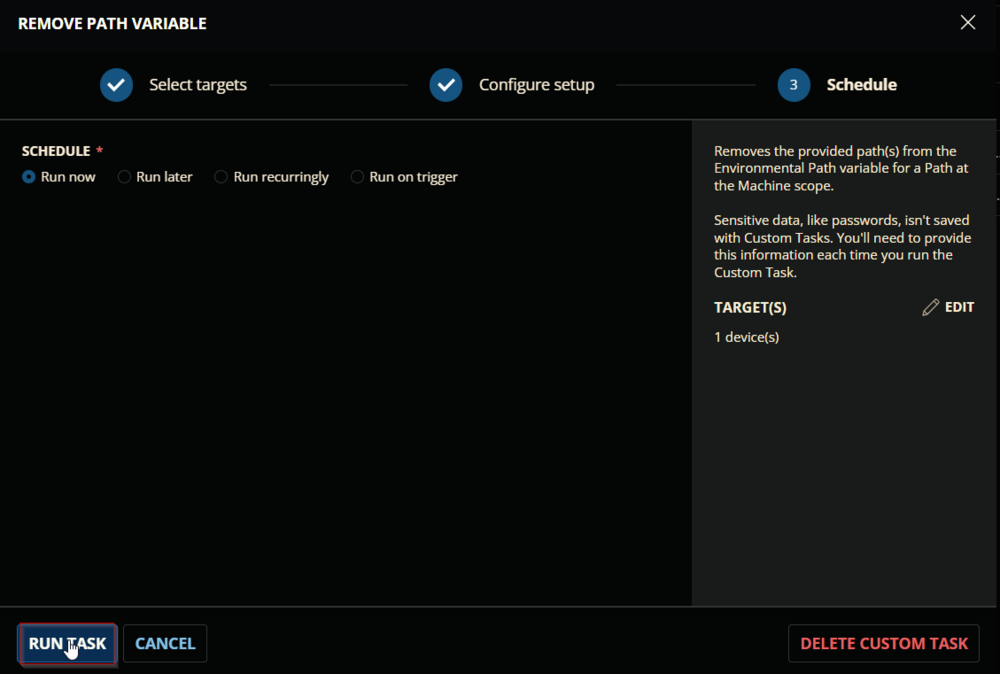 REMOVE PATH VARIABLE
Select targets
Configure setup
3 Schedule
SCHEDULE *
Run now Run later Run recurringly Run on trigger
Removes the provided path(s) from the
Environmental Path variable for a Path at
the Machine scope.
Sensitive data, like passwords, isn't saved
with Custom Tasks. You'll need to provide
this information each time you run the
Custom Task.
TARGET(S) EDIT
1 device(s)
RUN TASK CANCEL DELETE CUSTOM TASK